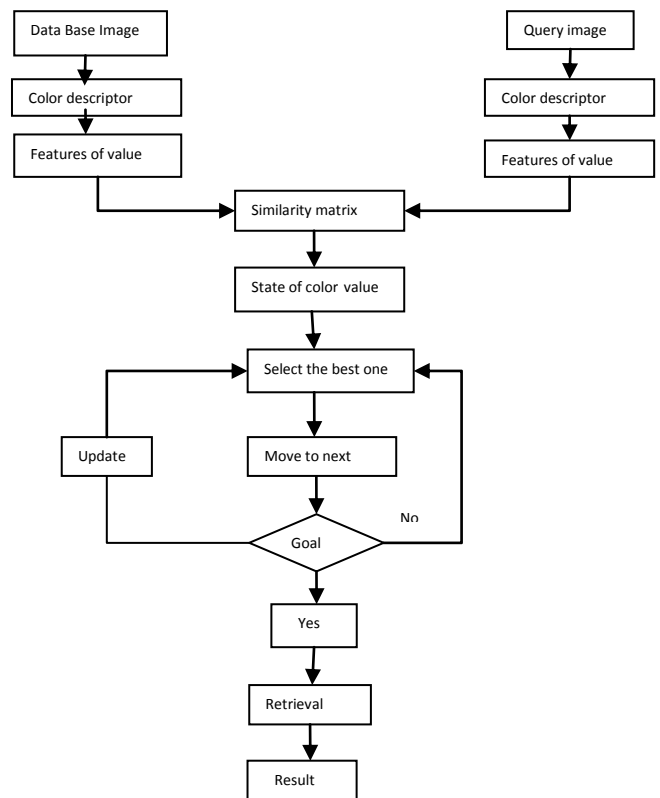 Data Base Image
Query image
Color descriptor
Color descriptor
Features of value
Features of value
Similarity matrix
State of color value
Select the best one
Update
Move to next
No
Goal
Yes
Retrieval
Result